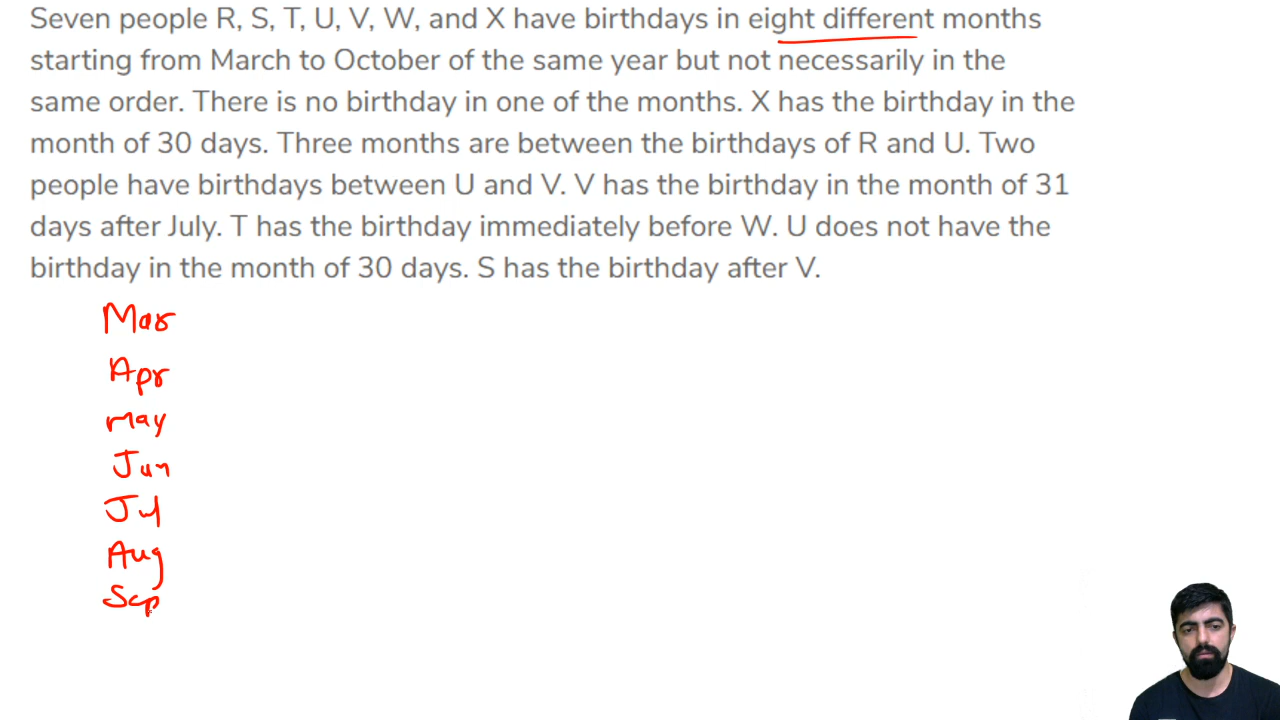 Seven people R, S, T, U, V, W, and X have birthdays in eight different months
starting from March to October of the same year but not necessarily in the
same order. There is no birthday in one of the months. X has the birthday in the
month of 30 days. Three months are between the birthdays of R and U. Two
people have birthdays between U and V. V has the birthday in the month of 31
days after July. T has the birthday immediately before W. U does not have the
birthday in the month of 30 days. S has the birthday after V.
Mar
Apr
May
Jun
Jul
Aug
Sep